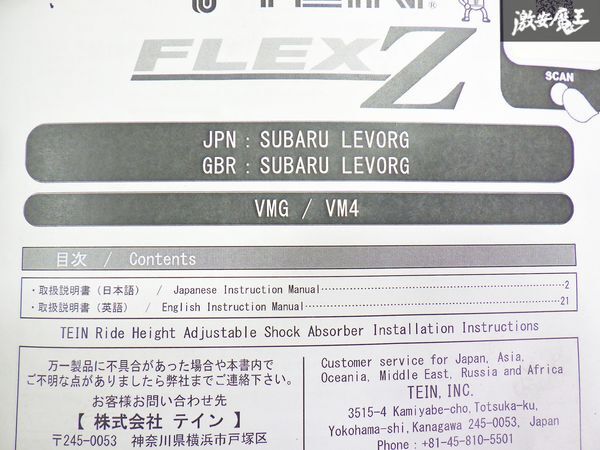 TEIN®
激安魔王
FLEX Z
SCAN
JPN : SUBARU LEVORG
GBR : SUBARU LEVORG
VMG / VM4
目次 / Contents
・取扱説明書（日本語） / Japanese Instruction Manual 2
・取扱説明書（英語） / English Instruction Manual 21
TEIN Ride Height Adjustable Shock Absorber Installation Instructions
万一製品に不具合があった場合や本書内で
ご不明な点がありましたら弊社までご連絡下さい。
お客様お問い合わせ先
【 株式会社 テイン 】
〒245-0053 神奈川県横浜市戸塚区
Customer service for Japan, Asia,
Oceania, Middle East, Russia and Africa
TEIN, INC.
3515-4 Kamiyabe-cho, Totsuka-ku,
Yokohama-shi, Kanagawa 245-0053, Japan
Phone : +81-45-810-5501